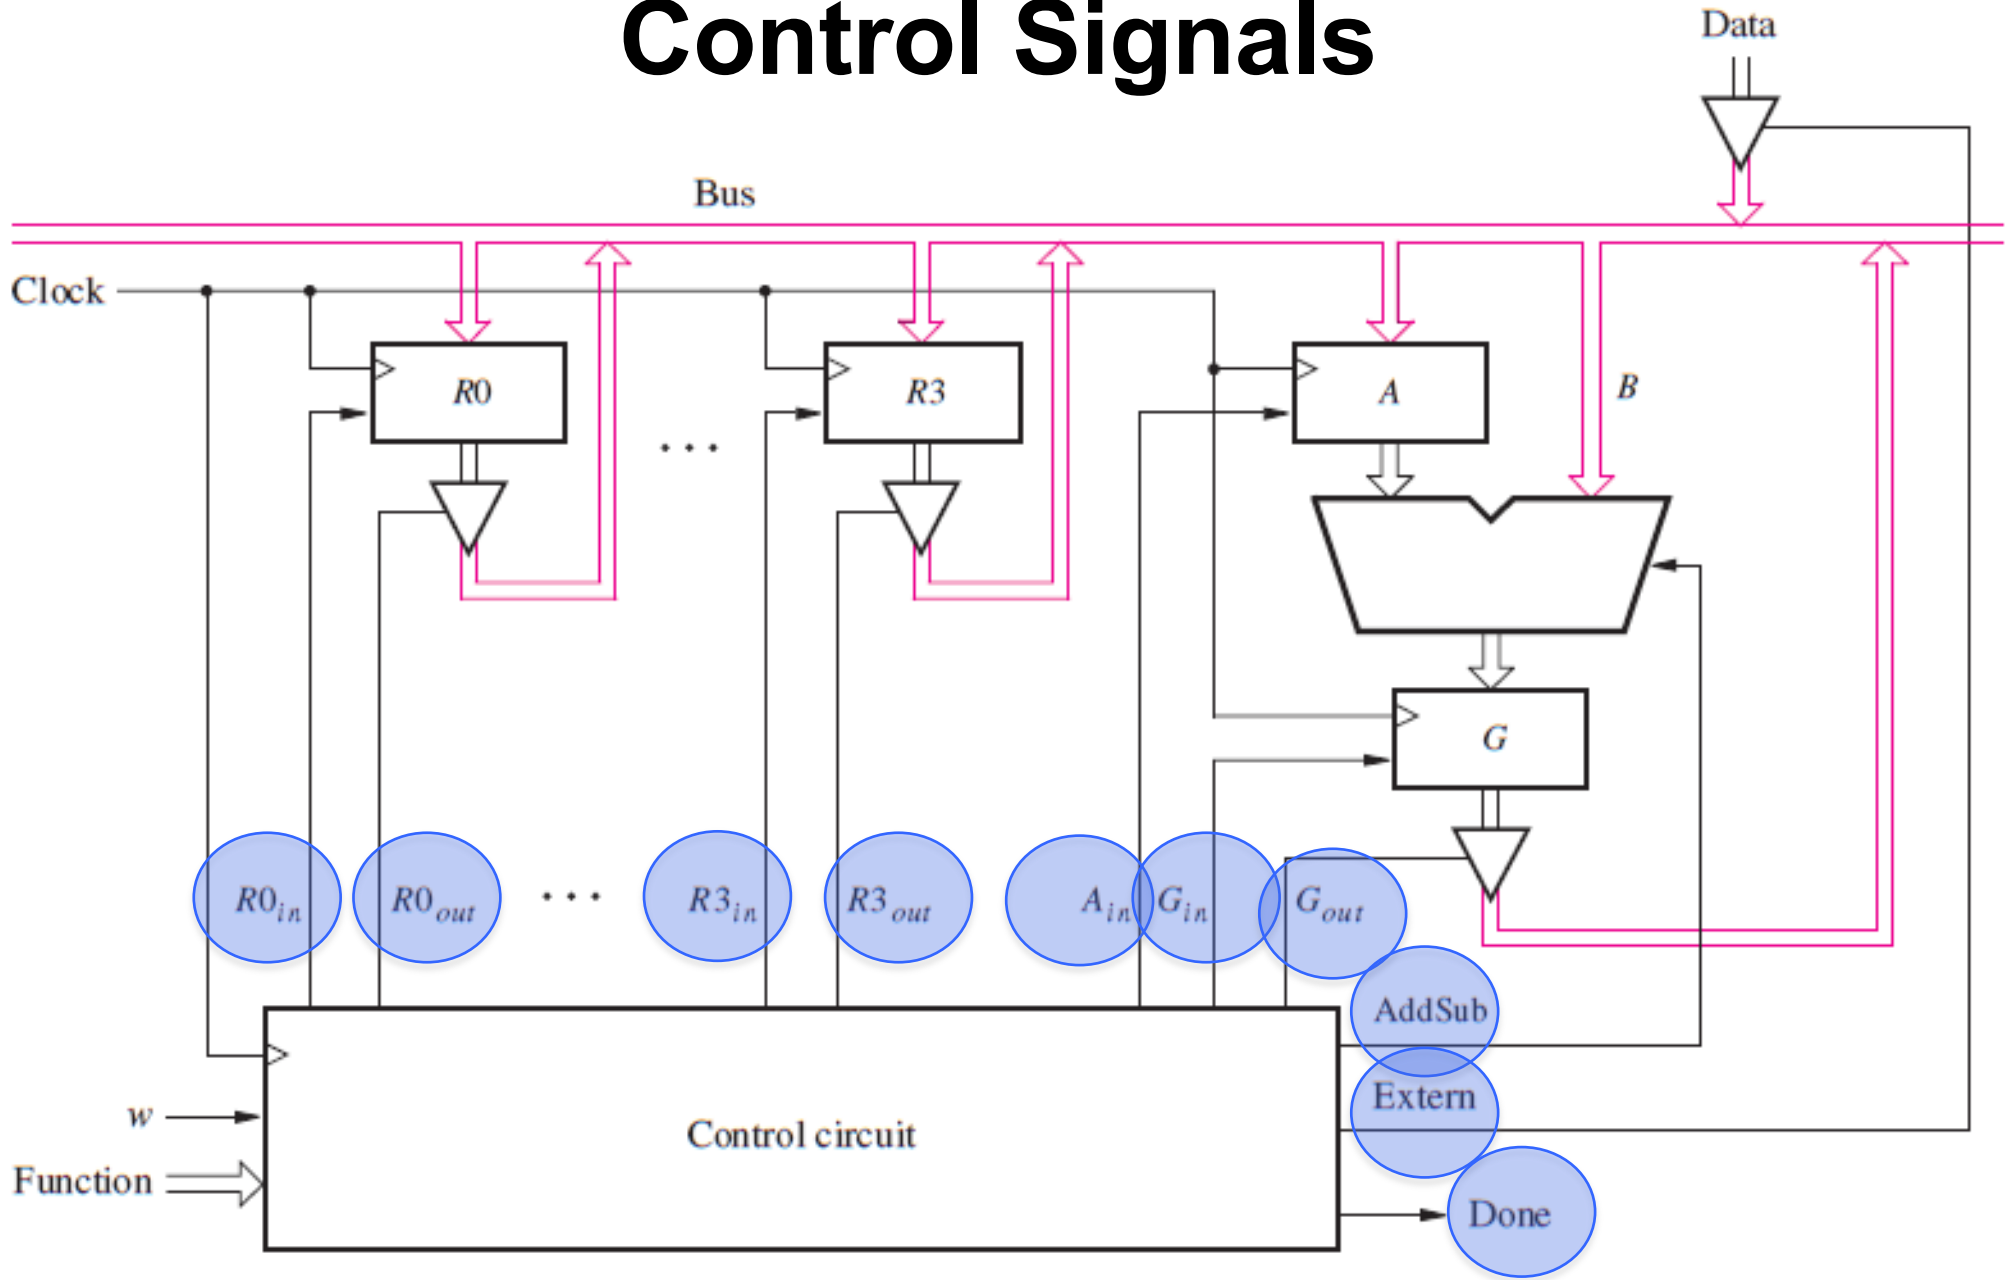 Control Signals
Data
Bus
Clock
R0
R3
A
B
...
G
R0in
R0out
...
R3in
R3out
Ain
Gin
Gout
AddSub
Extern
w
Control circuit
Function
Done